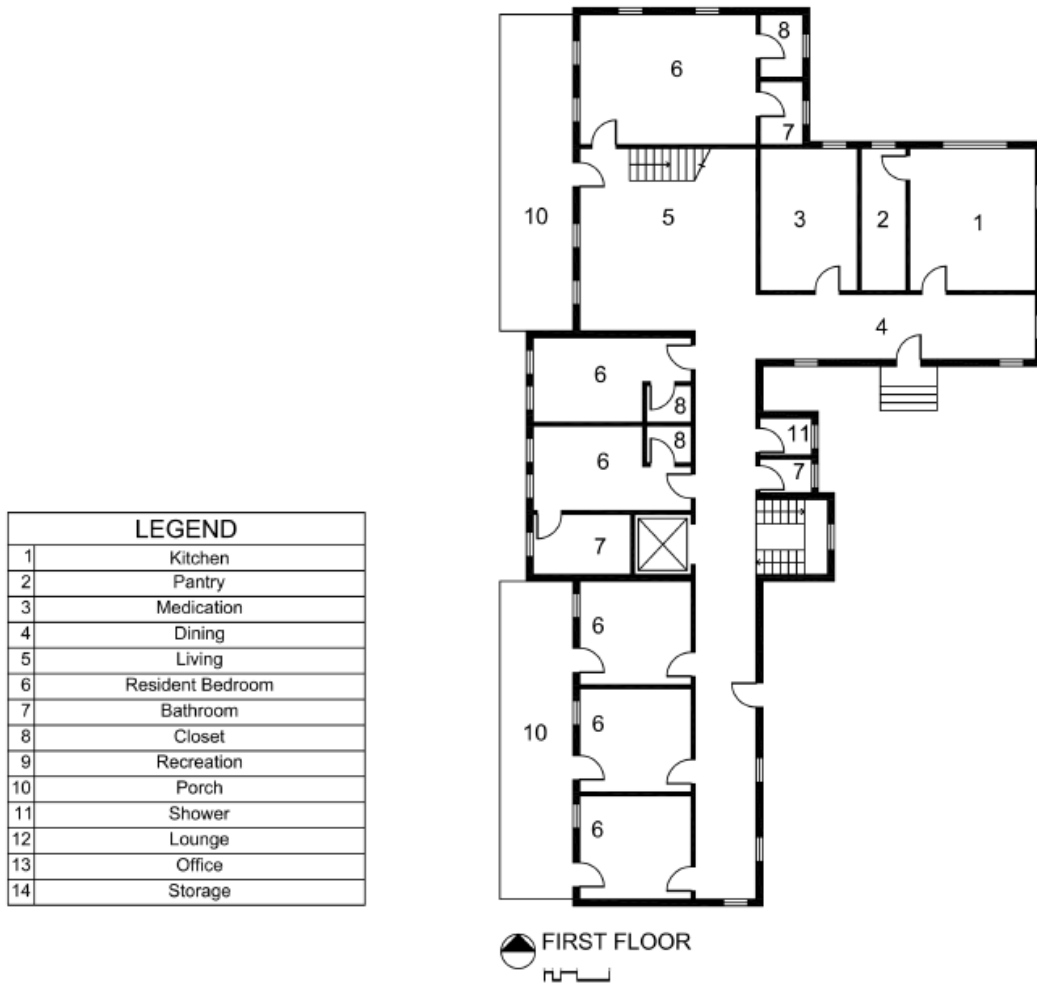 8
6
7
10
5
3
2
1
4
6
8
8
6
11
7
7
6
10
6
6
LEGEND
1 Kitchen
2 Pantry
3 Medication
4 Dining
5 Living
6 Resident Bedroom
7 Bathroom
8 Closet
9 Recreation
10 Porch
11 Shower
12 Lounge
13 Office
14 Storage
FIRST FLOOR